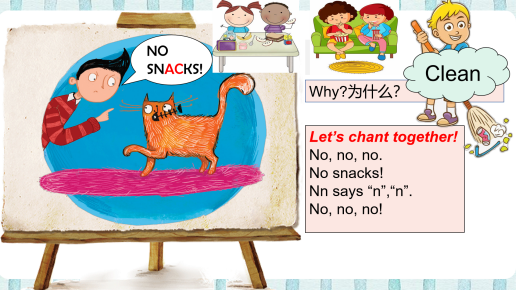 NO
SNACKS!
Clean
Why?为什么?
Let's chant together!
No, no, no.
No snacks!
Nn says “n”,“n”.
No, no, no!